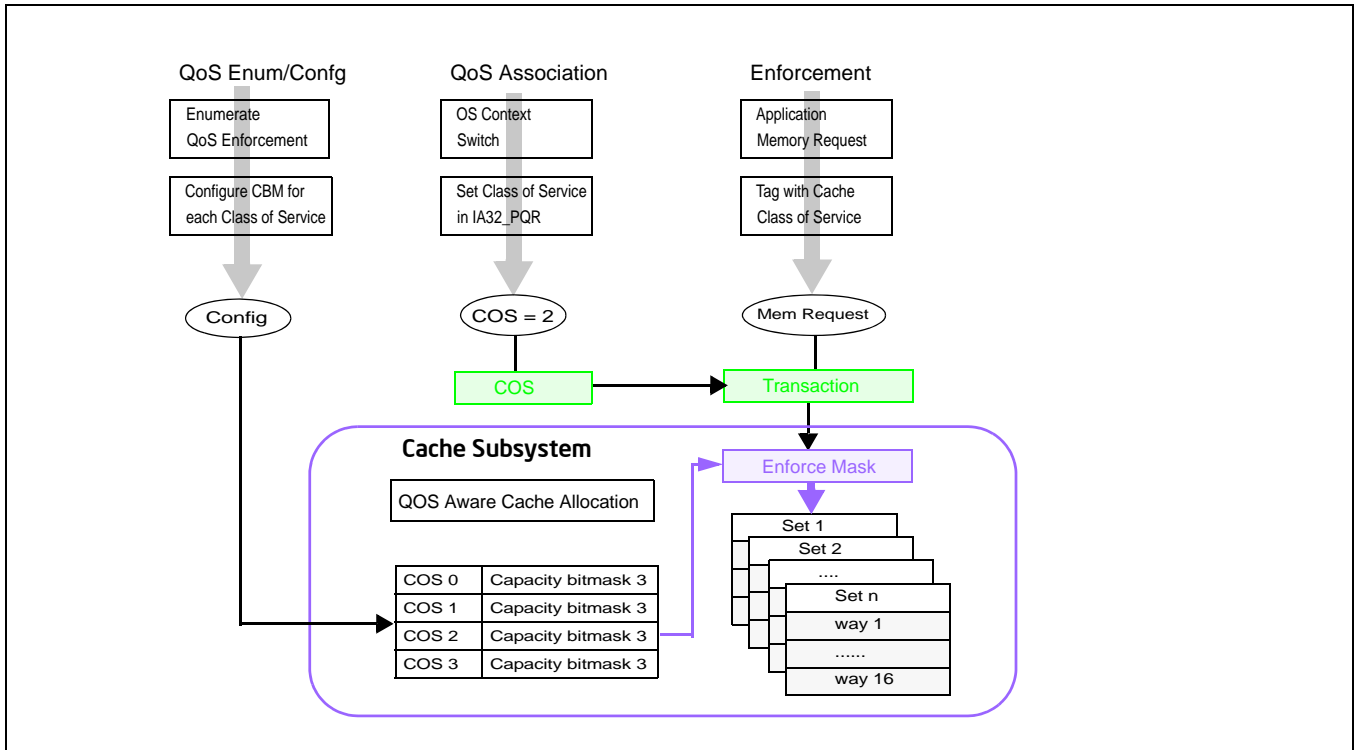 QoS Enum/Confg
Enumerate
QoS Enforcement
Configure CBM for
each Class of Service
Config
QoS Association
OS Context
Switch
Set Class of Service
in IA32_PQR
COS = 2
COS
Enforcement
Application
Memory Request
Tag with Cache
Class of Service
Mem Request
Transaction
Cache Subsystem
QOS Aware Cache Allocation
COS 0 Capacity bitmask 3
COS 1 Capacity bitmask 3
COS 2 Capacity bitmask 3
COS 3 Capacity bitmask 3
Enforce Mask
Set 1
Set 2
....
Set n
way 1
......
way 16